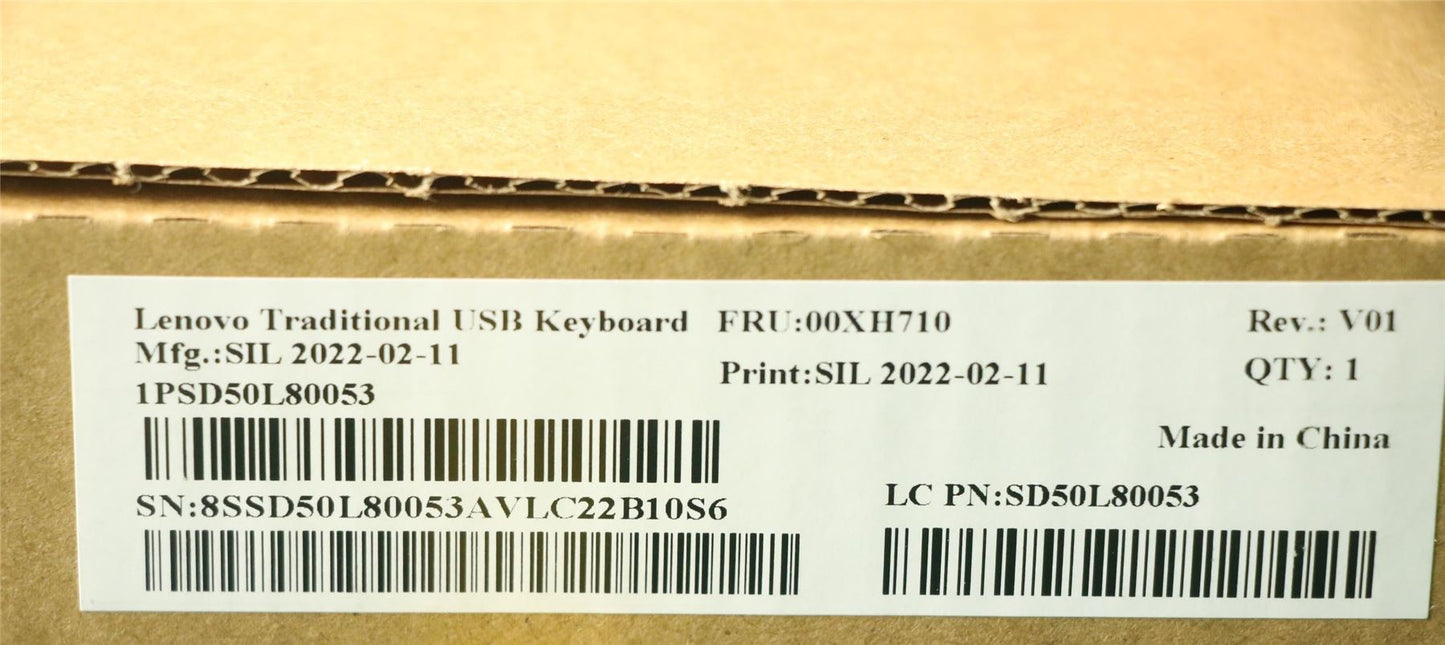 Lenovo Traditional USB Keyboard FRU:00XH710 Rev.: V01
Mfg.:SIL 2022-02-11 Print:SIL 2022-02-11 QTY: 1
1PSD50L80053
Made in China
SN:8SSD50L80053AVLC22B10S6 LC PN:SD50L80053